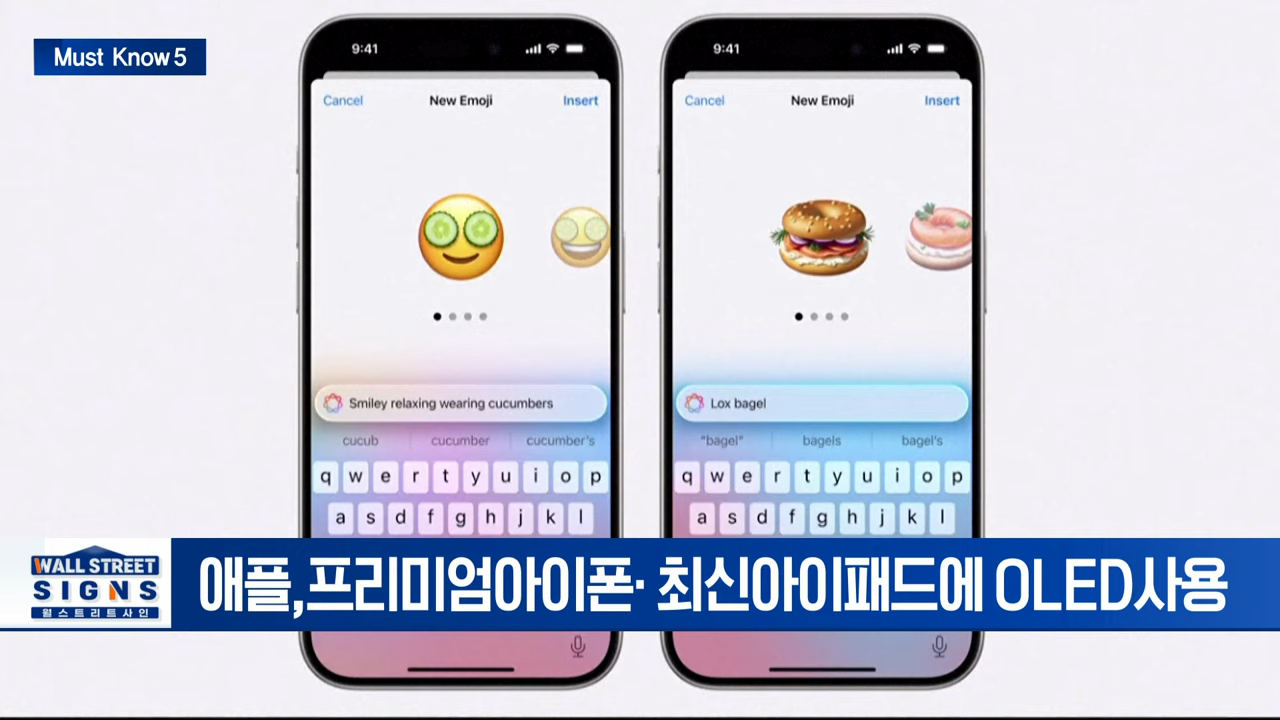 Must Know 5
9:41
Cancel New Emoji Insert
Smiley relaxing wearing cucumbers
cucub cucumber cucumber's
q w e r t y u i o p
a s d f g h j k l
9:41
Cancel New Emoji Insert
Lox bagel
"bagel" bagels bagel's
q w e r t y u i o p
a s d f g h j k l
WALL STREET
SIGNS
월스트리트사인
애플,프리미엄아이폰· 최신아이패드에 OLED사용